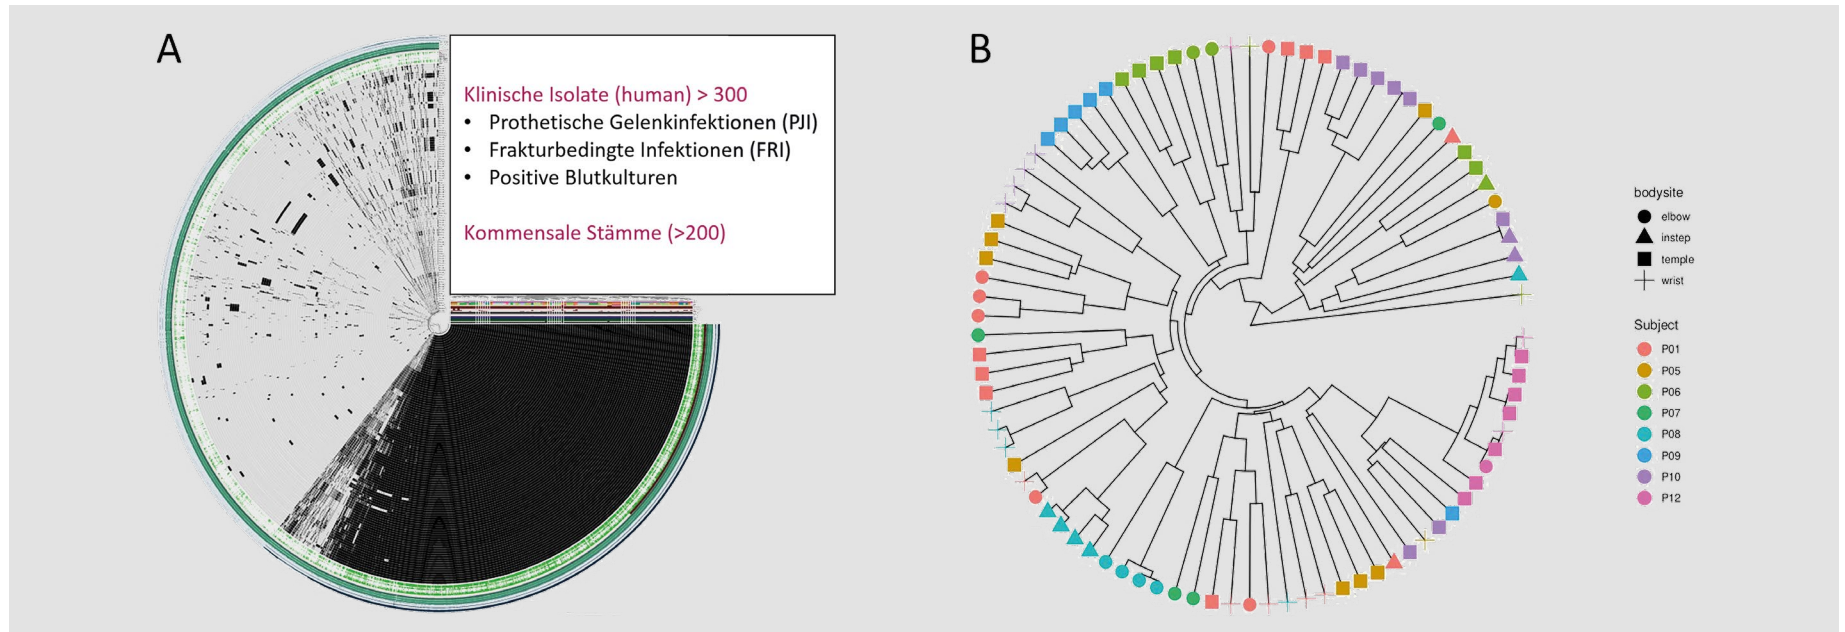 A
Klinische Isolate (human) > 300
• Prothetische Gelenkinfektionen (PJI)
• Frakturbedingte Infektionen (FRI)
• Positive Blutkulturen
Kommensale Stämme (>200)
B
bodysite
elbow
instep
temple
wrist
Subject
P01
P05
P06
P07
P08
P09
P10
P12